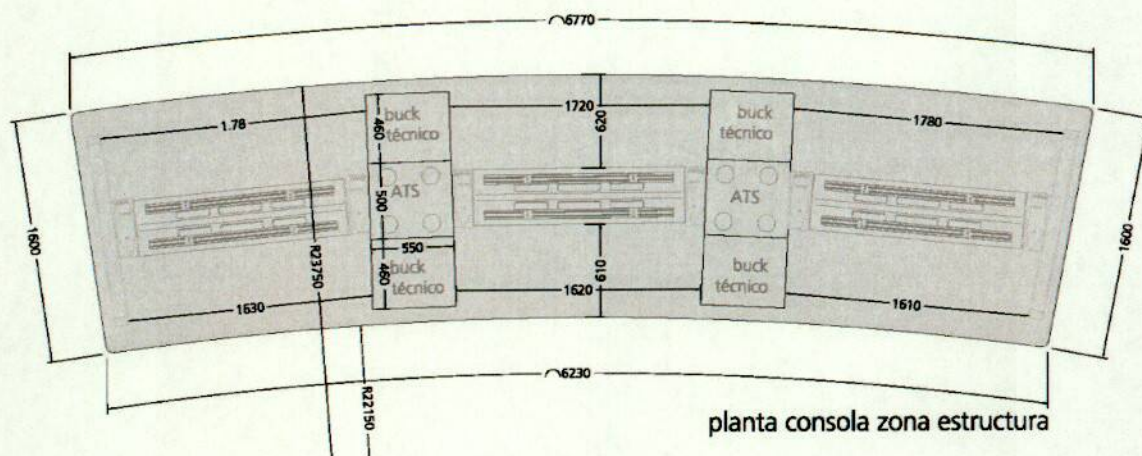 ⌒6770
1.78
460
buck
técnico
1720
620
buck
técnico
1780
1600
ATS
500
ATS
1600
R23750
550
460
buck
técnico
610
buck
técnico
1630
1620
1610
⌒6230
R22150
planta consola zona estructura